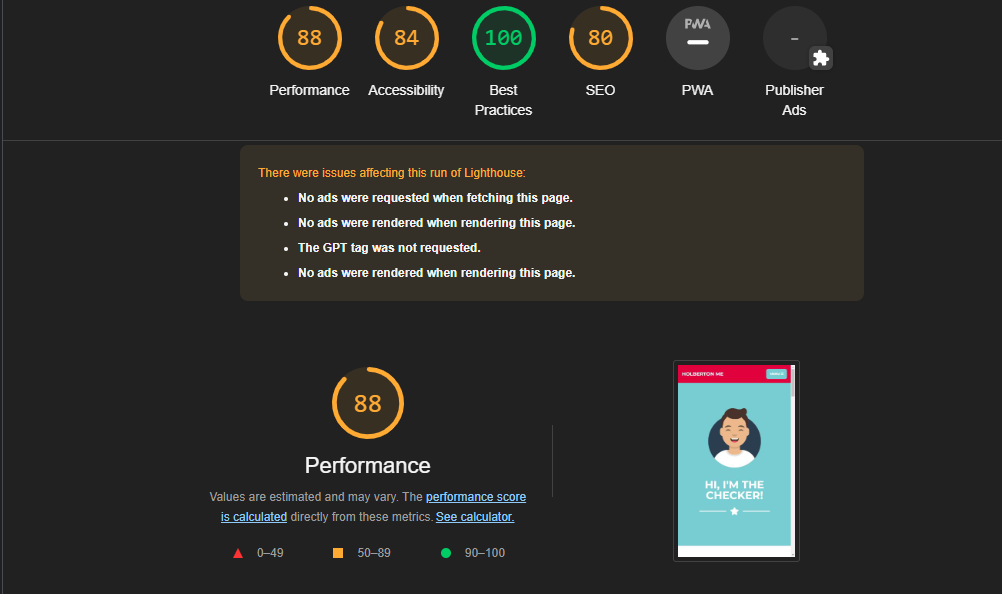 88
84
100
80
PWA
-
Performance
Accessibility
Best
Practices
SEO
PWA
Publisher
Ads
There were issues affecting this run of Lighthouse:
No ads were requested when fetching this page.
No ads were rendered when rendering this page.
The GPT tag was not requested.
No ads were rendered when rendering this page.
88
Performance
Values are estimated and may vary. The performance score
is calculated directly from these metrics. See calculator.
0–49
50–89
90–100
HOLBERTON ME
HI, I'M THE
CHECKER!